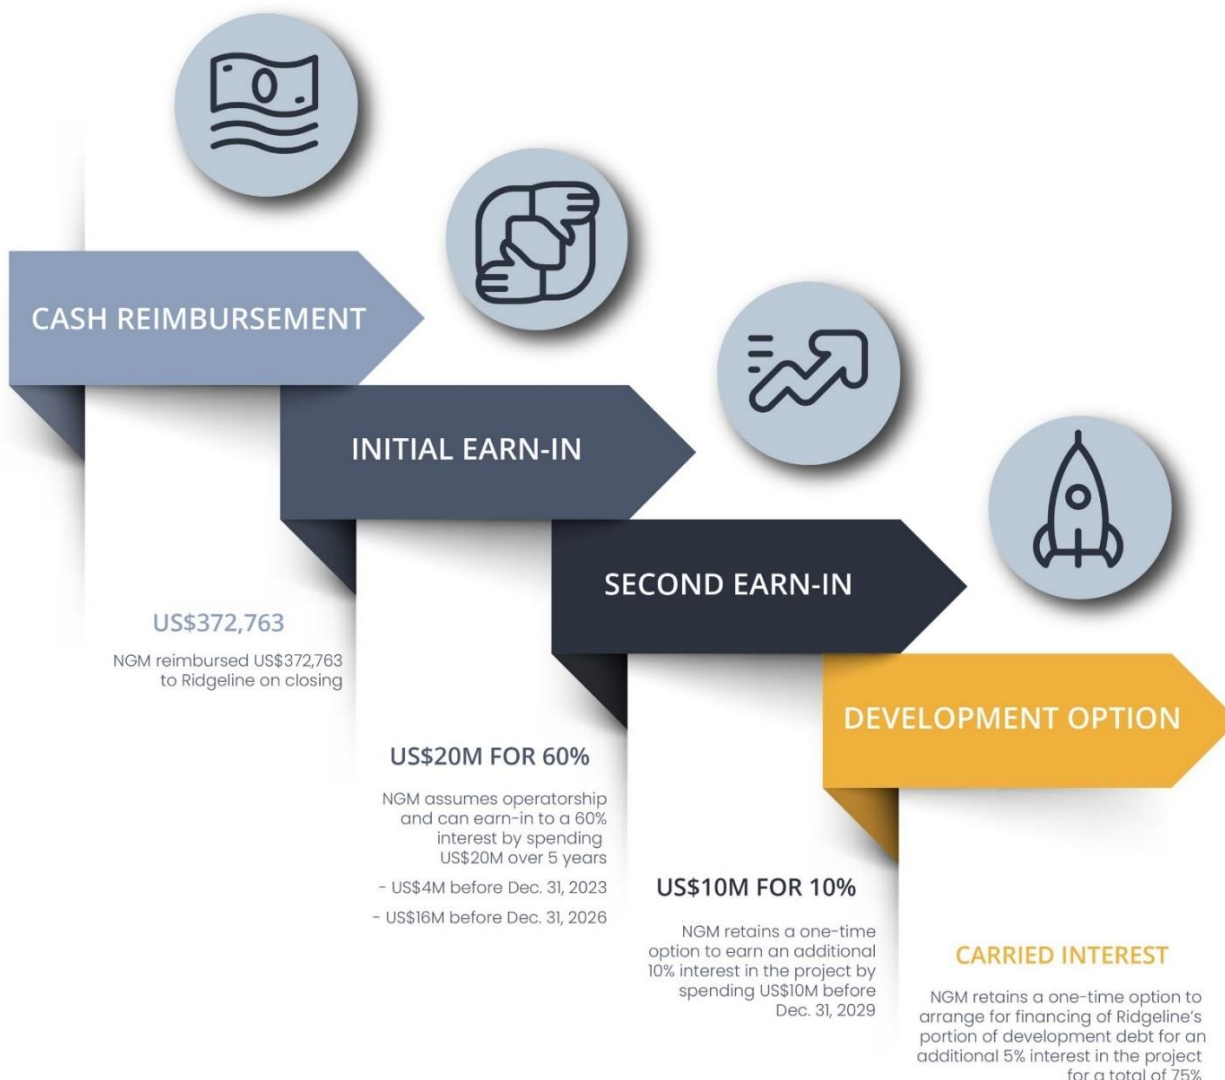 CASH REIMBURSEMENT
US$372,763
NGM reimbursed US$372,763
to Ridgeline on closing
INITIAL EARN-IN
US$20M FOR 60%
NGM assumes operatorship
and can earn-in to a 60%
interest by spending
US$20M over 5 years
- US$4M before Dec. 31, 2023
- US$16M before Dec. 31, 2026
SECOND EARN-IN
US$10M FOR 10%
NGM retains a one-time
option to earn an additional
10% interest in the project by
spending US$10M before
Dec. 31, 2029
DEVELOPMENT OPTION
CARRIED INTEREST
NGM retains a one-time option to
arrange for financing of Ridgeline's
portion of development debt for an
additional 5% interest in the project
for a total of 75%